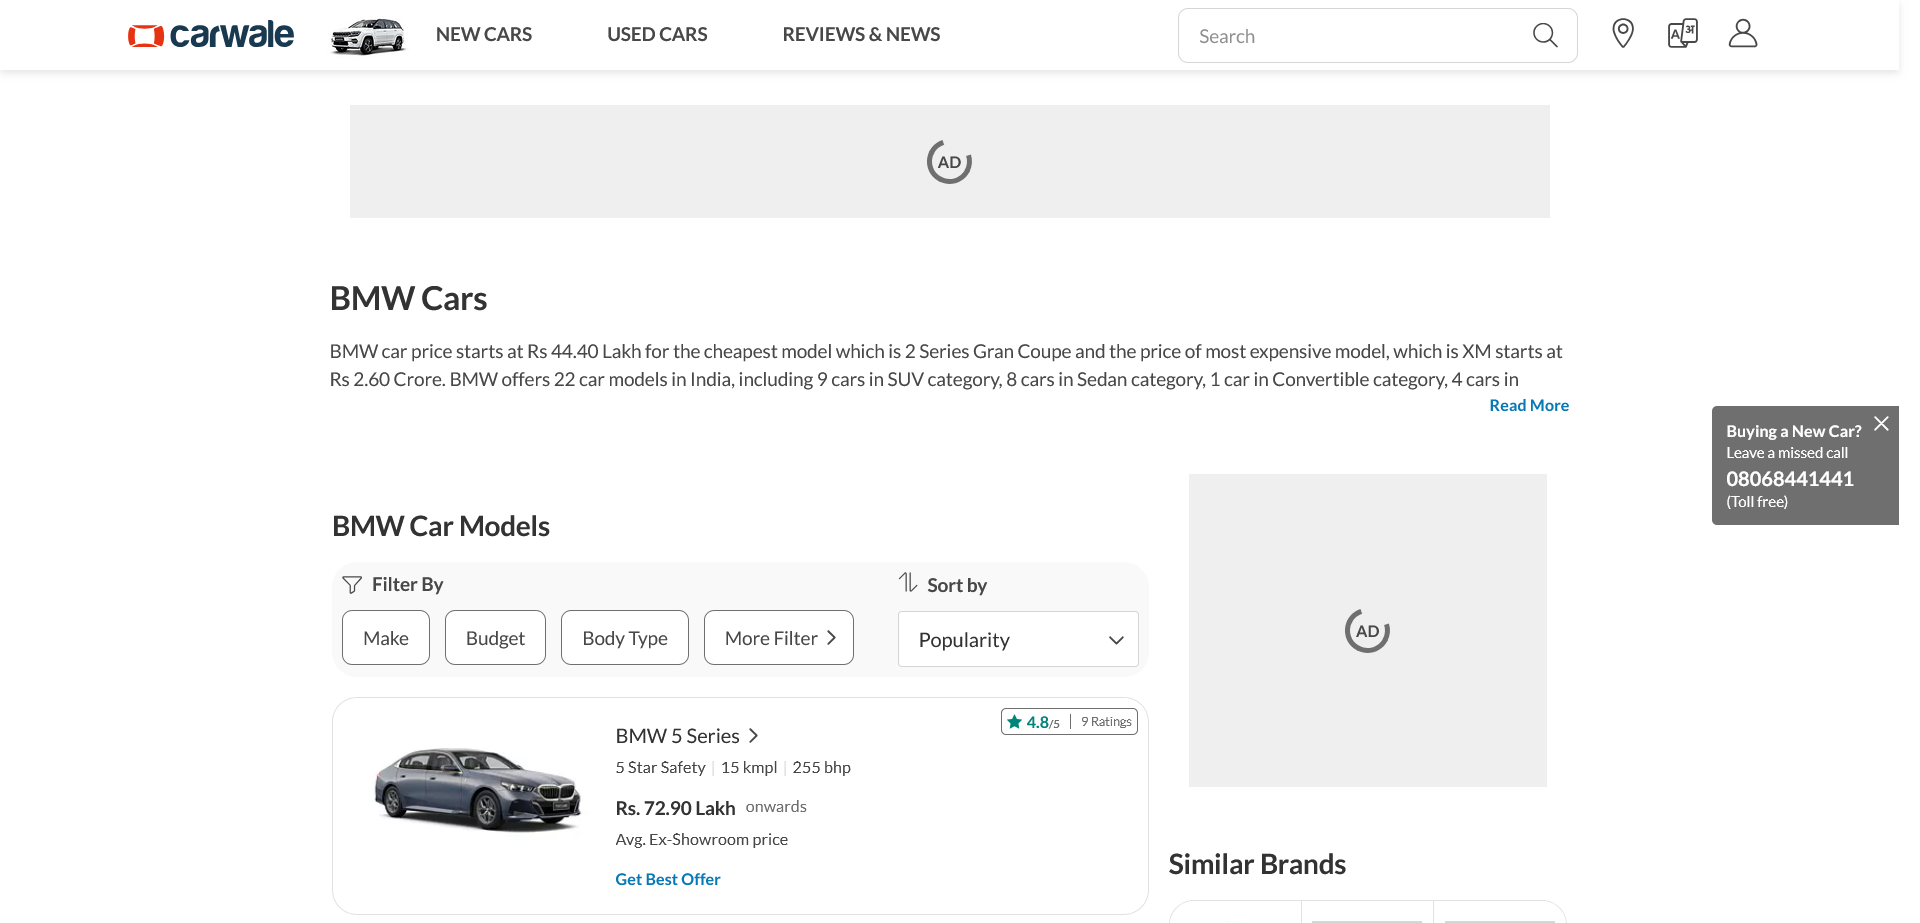 carwale
NEW CARS
USED CARS
REVIEWS & NEWS
Search
A अ
AD
BMW Cars
BMW car price starts at Rs 44.40 Lakh for the cheapest model which is 2 Series Gran Coupe and the price of most expensive model, which is XM starts at
Rs 2.60 Crore. BMW offers 22 car models in India, including 9 cars in SUV category, 8 cars in Sedan category, 1 car in Convertible category, 4 cars in
Read More
Buying a New Car?
Leave a missed call
08068441441
(Toll free)
BMW Car Models
Filter By
Sort by
Make
Budget
Body Type
More Filter
Popularity
AD
4.8/5 | 9 Ratings
BMW 5 Series
5 Star Safety | 15 kmpl | 255 bhp
Rs. 72.90 Lakh onwards
Avg. Ex-Showroom price
Get Best Offer
Similar Brands